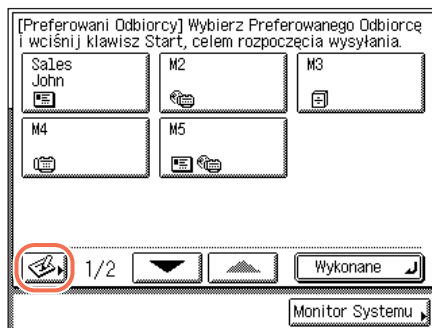 [Preferowani Odbiorcy] Wybierz Preferowanego Odbiorcę
i wciśnij klawisz Start, celem rozpoczęcia wysyłania.
Sales
John
M2
M3
M4
M5
1/2
Wykonane
Monitor Systemu